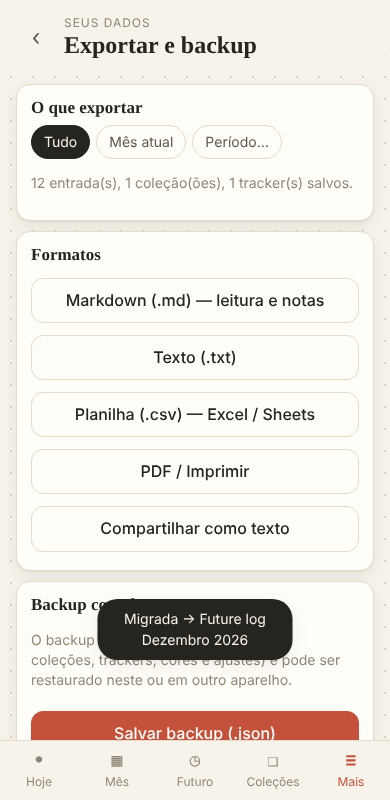 SEUS DADOS
Exportar e backup
O que exportar
Tudo
Mês atual
Período...
12 entrada(s), 1 coleção(ões), 1 tracker(s) salvos.
Formatos
Markdown (.md) — leitura e notas
Texto (.txt)
Planilha (.csv) — Excel / Sheets
PDF / Imprimir
Compartilhar como texto
Backup
Migrada → Future log
Dezembro 2026
O backup
coleções, trackers, cores e ajustes) e pode ser
restaurado neste ou em outro aparelho.
Salvar backup (.json)
Hoje
Mês
Futuro
Coleções
Mais